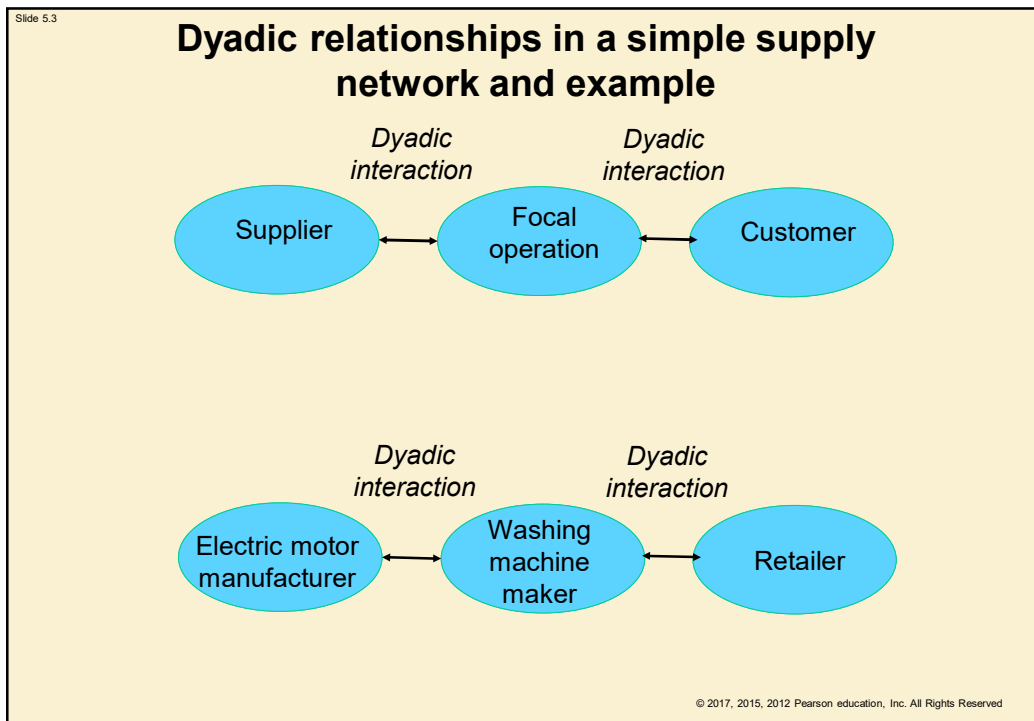 Slide 5.3
Dyadic relationships in a simple supply
network and example
Dyadic
interaction
Dyadic
interaction
Supplier
Focal
operation
Customer
Dyadic
interaction
Dyadic
interaction
Electric motor
manufacturer
Washing
machine
maker
Retailer
© 2017, 2015, 2012 Pearson education, Inc. All Rights Reserved